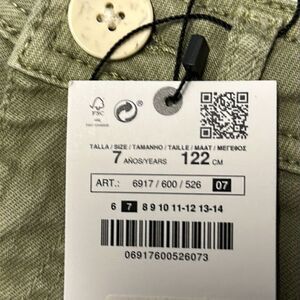 FSC
TALLA / SIZE / TAMANHO / TAILLE / MAAT / ΜΕΓΕΘΟΣ
7 AÑOS/YEARS 122 CM
ART.: 6917 / 600 / 526 07
6 7 8 9 10 11-12 13-14
06917600526073